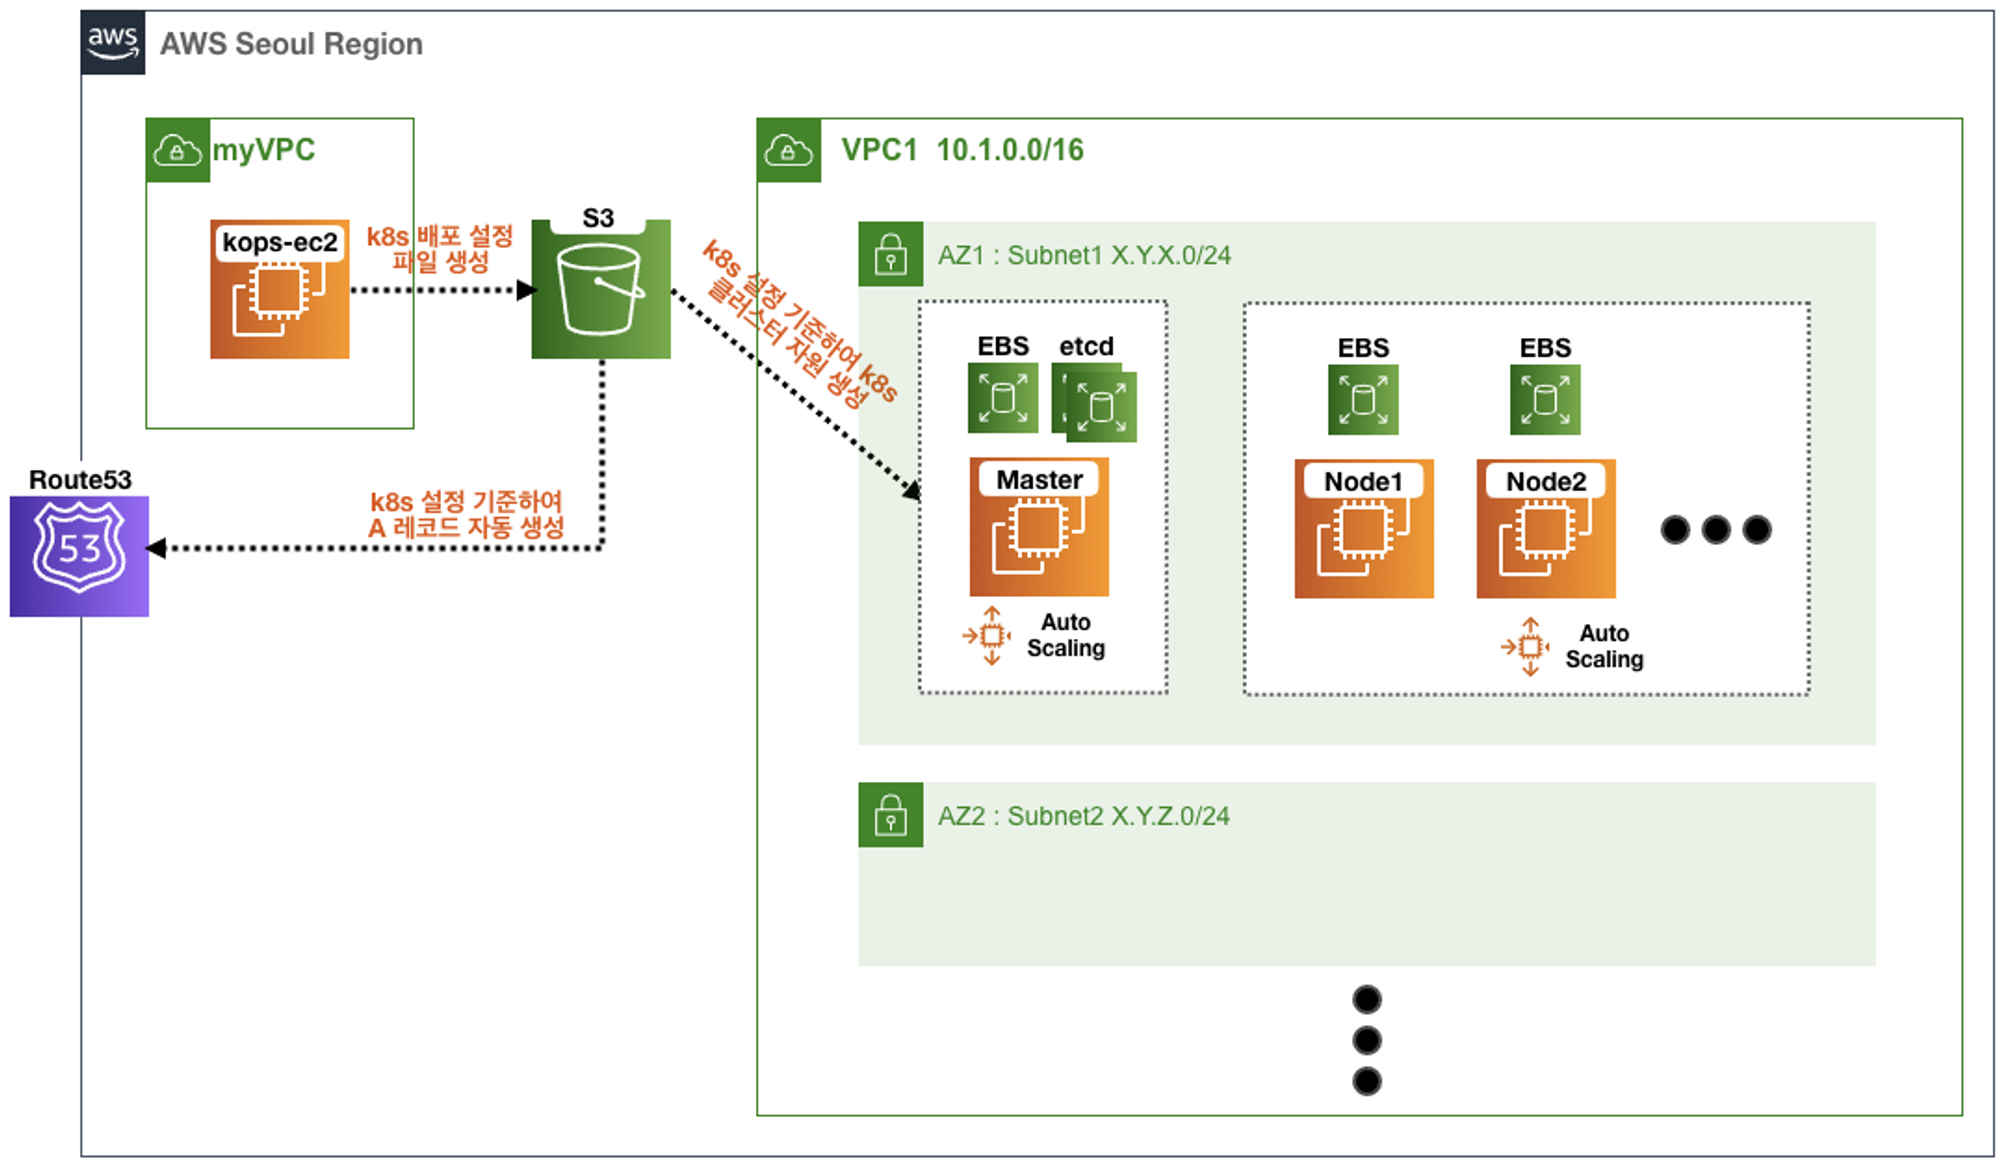 aws
AWS Seoul Region
myVPC
kops-ec2
k8s 배포 설정
파일 생성
S3
k8s 설정 기준하여 k8s
클러스터 자원 생성
Route53
53
k8s 설정 기준하여
A 레코드 자동 생성
VPC1 10.1.0.0/16
AZ1 : Subnet1 X.Y.X.0/24
EBS
etcd
Master
Auto
Scaling
EBS
EBS
Node1
Node2
Auto
Scaling
AZ2 : Subnet2 X.Y.Z.0/24